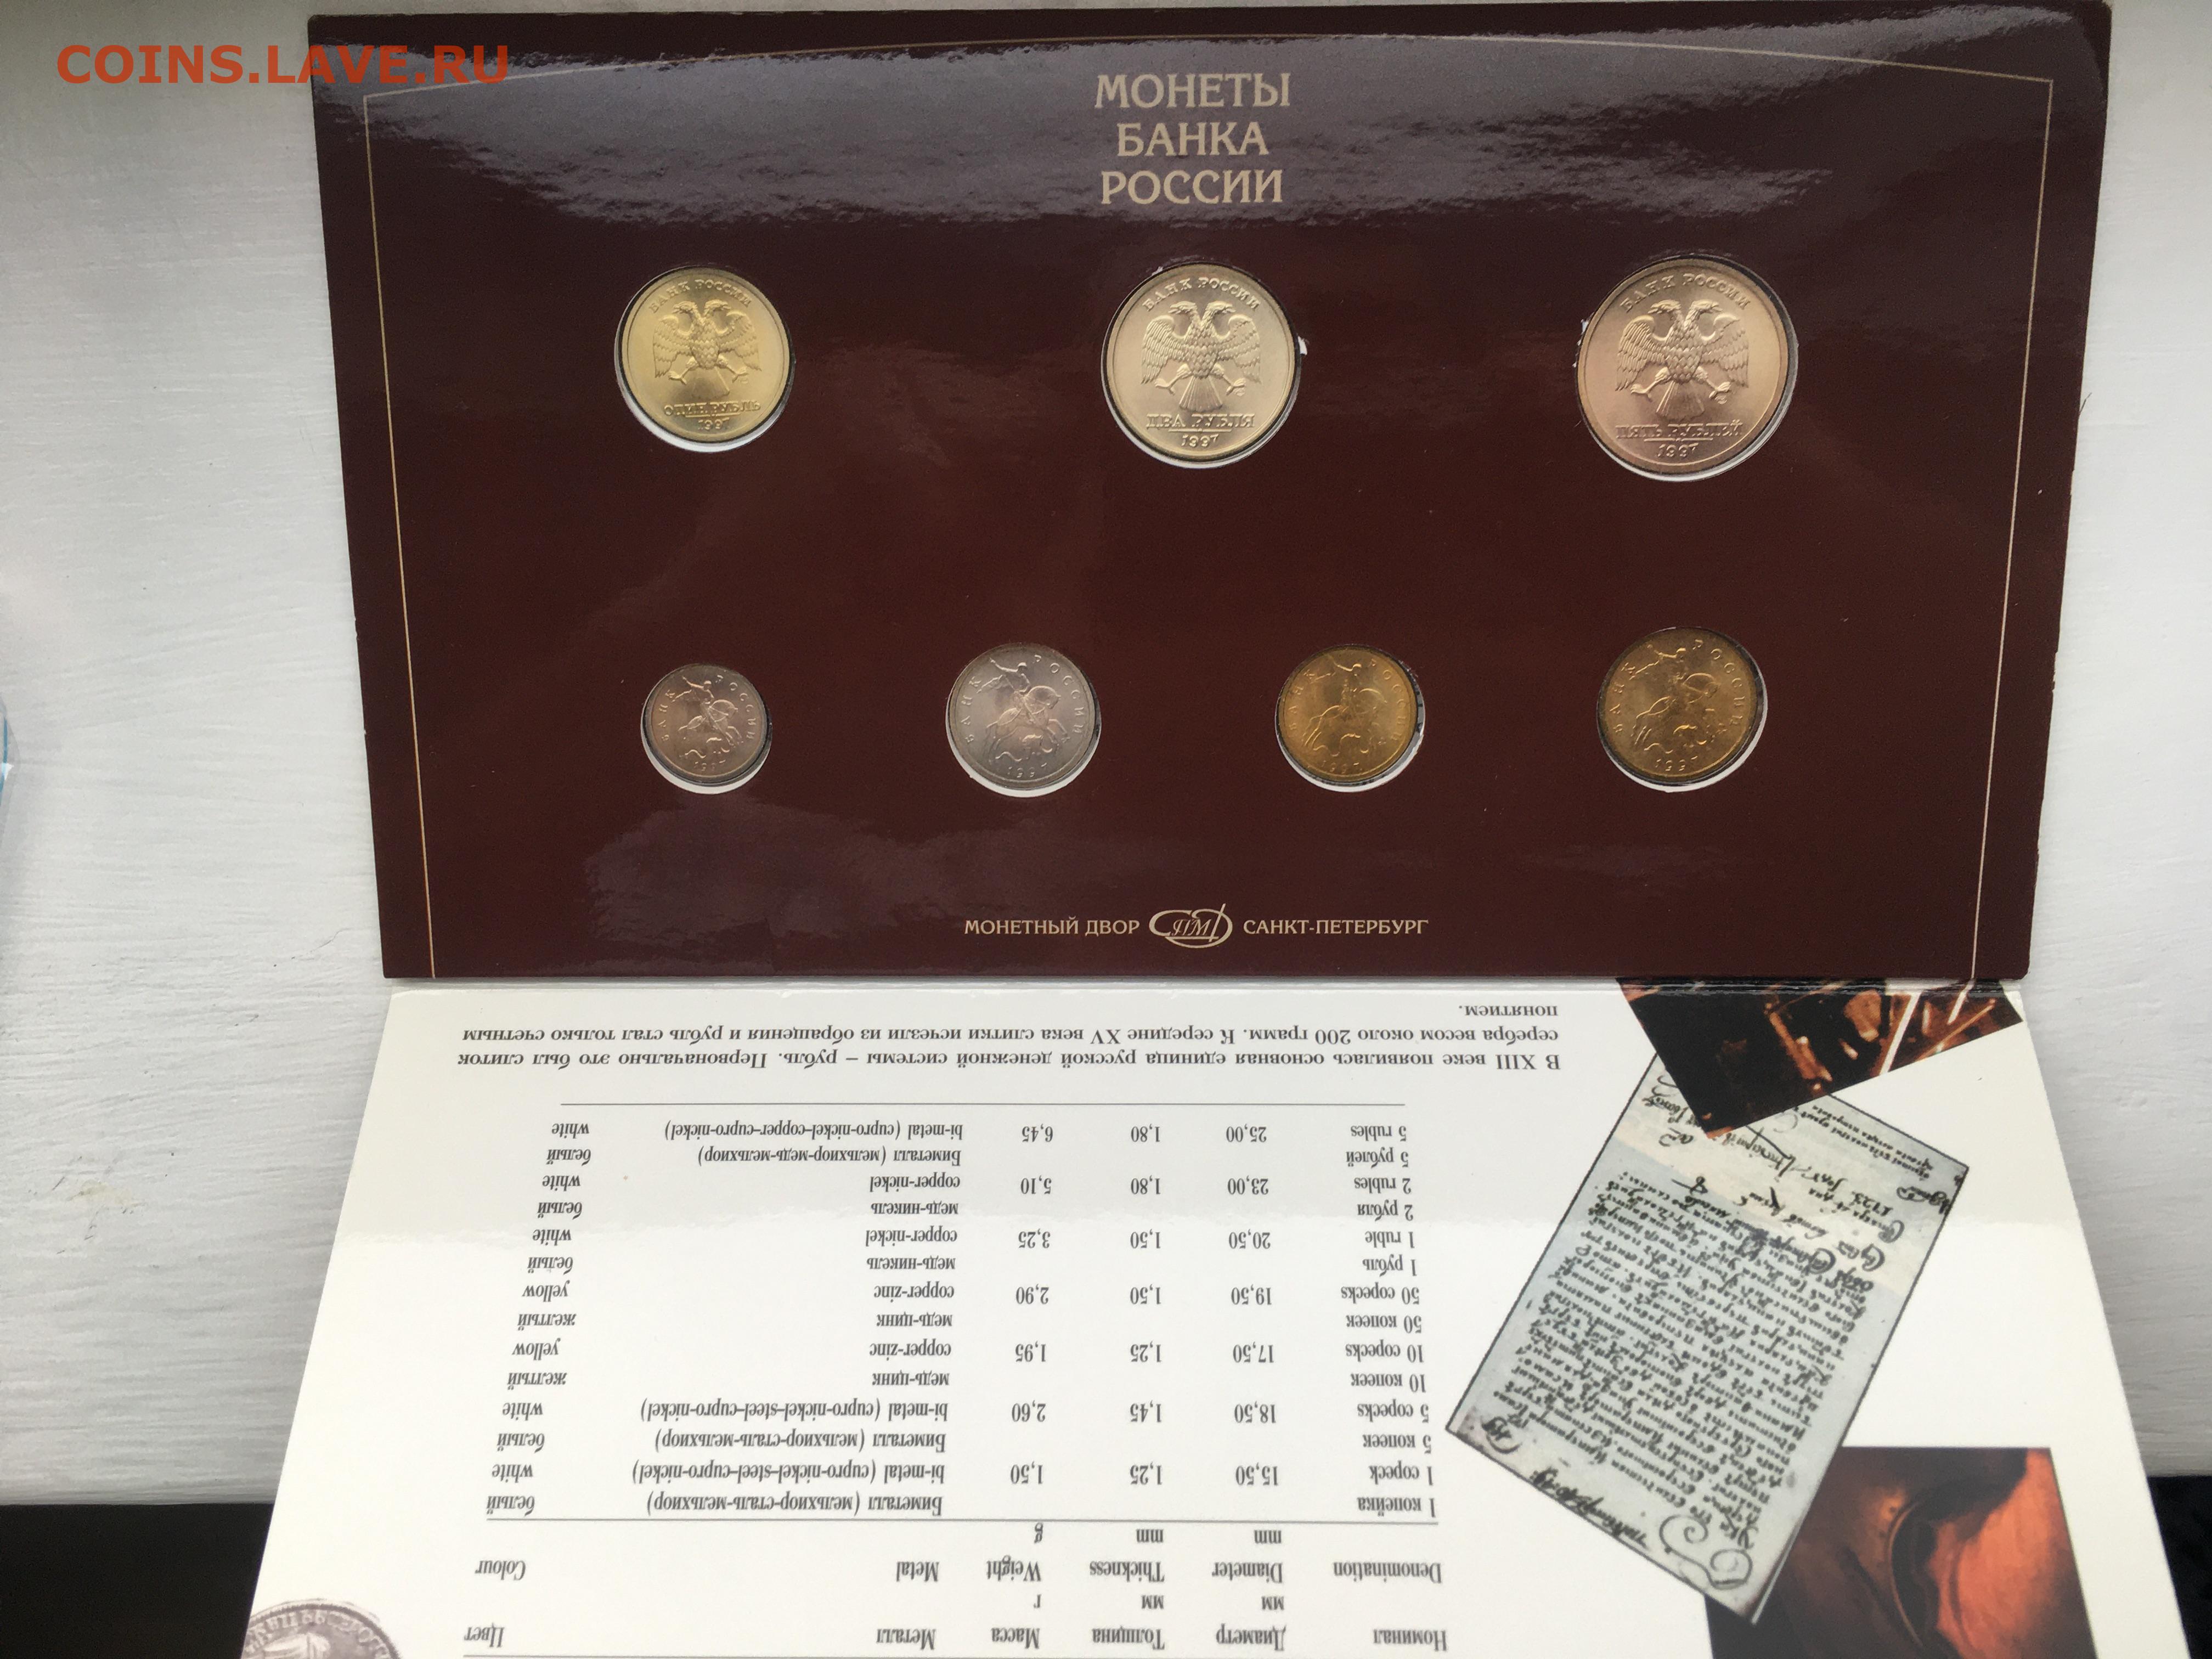 COINS.LAVE.RU
МОНЕТЫ
БАНКА
РОССИИ
БАНК РОССИИ
ОДИН РУБЛЬ
1997
БАНК РОССИИ
ДВА РУБЛЯ
1997
БАНК РОССИИ
ПЯТЬ РУБЛЕЙ
1997
БАНК РОССИИ
1997
БАНК РОССИИ
1997
БАНК РОССИИ
1997
БАНК РОССИИ
1997
МОНЕТНЫЙ ДВОР СПМД САНКТ-ПЕТЕРБУРГ
Номинал Диаметр Толщина Масса Металл Цвет
мм мм г
Denomination Diameter Thickness Weight Metal Colour
mm mm g
1 копейка Биметалл (мельхиор-сталь-мельхиор) белый
1 copeck 15,50 1,25 1,50 bi-metal (cupro-nickel-steel-cupro-nickel) white
5 копеек Биметалл (мельхиор-сталь-мельхиор) белый
5 copecks 18,50 1,45 2,60 bi-metal (cupro-nickel-steel-cupro-nickel) white
10 копеек медь-цинк желтый
10 copecks 17,50 1,25 1,95 copper-zinc yellow
50 копеек медь-цинк желтый
50 copecks 19,50 1,50 2,90 copper-zinc yellow
1 рубль медь-никель белый
1 ruble 20,50 1,50 3,25 copper-nickel white
2 рубля медь-никель белый
2 rubles 23,00 1,80 5,10 copper-nickel white
5 рублей Биметалл (мельхиор-медь-мельхиор) белый
5 rubles 25,00 1,80 6,45 bi-metal (cupro-nickel-copper-cupro-nickel) white
В XIII веке появилась основная единица русской денежной системы – рубль. Первоначально это был слиток
серебра весом около 200 грамм. К середине XV века слитки исчезли из обращения и рубль стал только счетным
понятием.